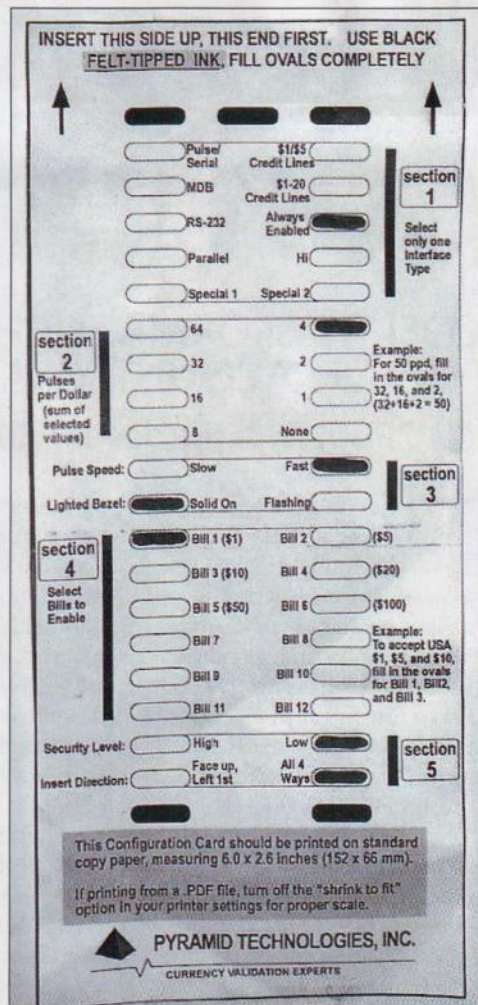 INSERT THIS SIDE UP, THIS END FIRST. USE BLACK
FELT-TIPPED INK, FILL OVALS COMPLETELY
Pulse/
Serial
$1/$5
Credit Lines
MDB
$1-20
Credit Lines
RS-232
Always
Enabled
Parallel
Hi
Special 1
Special 2
section
1
Select
only one
Interface
Type
section
2
Pulses
per Dollar
(sum of
selected
values)
64
4
32
2
16
1
8
None
Example:
For 50 ppd, fill
in the ovals for
32, 16, and 2,
(32+16+2 = 50)
Pulse Speed:
Slow
Fast
Lighted Bezel:
Solid On
Flashing
section
3
section
4
Select
Bills to
Enable
Bill 1 ($1)
Bill 2
($5)
Bill 3 ($10)
Bill 4
($20)
Bill 5 ($50)
Bill 6
($100)
Bill 7
Bill 8
Bill 9
Bill 10
Bill 11
Bill 12
Example:
To accept USA
$1, $5, and $10,
fill in the ovals
for Bill 1, Bill2,
and Bill 3.
Security Level:
High
Low
Insert Direction:
Face up,
Left 1st
All 4
Ways
section
5
This Configuration Card should be printed on standard
copy paper, measuring 6.0 x 2.6 inches (152 x 66 mm).
If printing from a .PDF file, turn off the "shrink to fit"
option in your printer settings for proper scale.
PYRAMID TECHNOLOGIES, INC.
CURRENCY VALIDATION EXPERTS